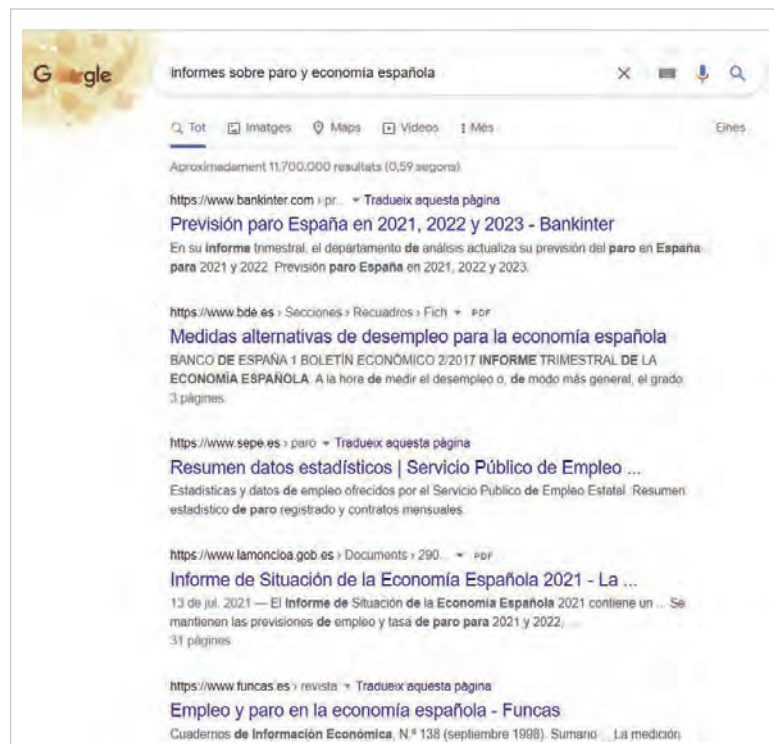 G gle
informes sobre paro y economía española
Tot Imatges Maps Vídeos Més Eines
Aproximadament 11.700.000 resultats (0,59 segons)
https://www.bankinter.com › pr... Tradueix aquesta pàgina
Previsión paro España en 2021, 2022 y 2023 - Bankinter
En su informe trimestral, el departamento de análisis actualiza su previsión del paro en España
para 2021 y 2022. Previsión paro España en 2021, 2022 y 2023.
https://www.bde.es › Secciones › Recuadros › Fich PDF
Medidas alternativas de desempleo para la economía española
BANCO DE ESPAÑA 1 BOLETÍN ECONÓMICO 2/2017 INFORME TRIMESTRAL DE LA
ECONOMÍA ESPAÑOLA. A la hora de medir el desempleo o, de modo más general, el grado
3 pàgines
https://www.sepe.es › paro Tradueix aquesta pàgina
Resumen datos estadísticos | Servicio Público de Empleo ...
Estadísticas y datos de empleo ofrecidos por el Servicio Publico de Empleo Estatal. Resumen
estadístico de paro registrado y contratos mensuales.
https://www.lamoncloa.gob.es › Documents › 290... PDF
Informe de Situación de la Economía Española 2021 - La ...
13 de jul. 2021 — El Informe de Situación de la Economía Española 2021 contiene un ... Se
mantienen las previsiones de empleo y tasa de paro para 2021 y 2022,
31 pàgines
https://www.funcas.es › revista Tradueix aquesta pàgina
Empleo y paro en la economía española - Funcas
Cuadernos de Información Económica, N.º 138 (septiembre 1998). Sumario ... La medición